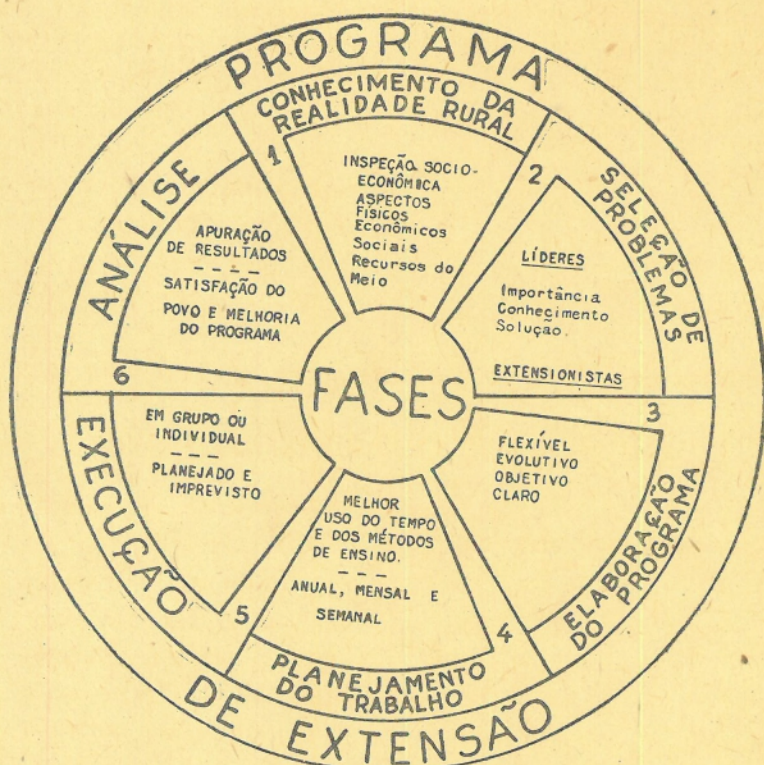 PROGRAMA
DE EXTENSÃO
FASES
1
CONHECIMENTO DA
REALIDADE RURAL
INSPEÇÃO SOCIO-
ECONÔMICA
ASPECTOS
Físicos
Econômicos
Sociais
Recursos do
Meio
2
SELEÇÃO DE
PROBLEMAS
LÍDERES
Importância
Conhecimento
Solução.
EXTENSIONISTAS
3
ELABORAÇÃO
DO PROGRAMA
FLEXÍVEL
EVOLUTIVO
OBJETIVO
CLARO
4
PLANEJAMENTO
DO TRABALHO
MELHOR
USO DO TEMPO
E DOS MÉTODOS
DE ENSINO.
ANUAL, MENSAL E
SEMANAL
5
EXECUÇÃO
EM GRUPO OU
INDIVIDUAL
PLANEJADO E
IMPREVISTO
6
ANÁLISE
APURAÇÃO
DE RESULTADOS
SATISFAÇÃO DO
POVO E MELHORIA
DO PROGRAMA